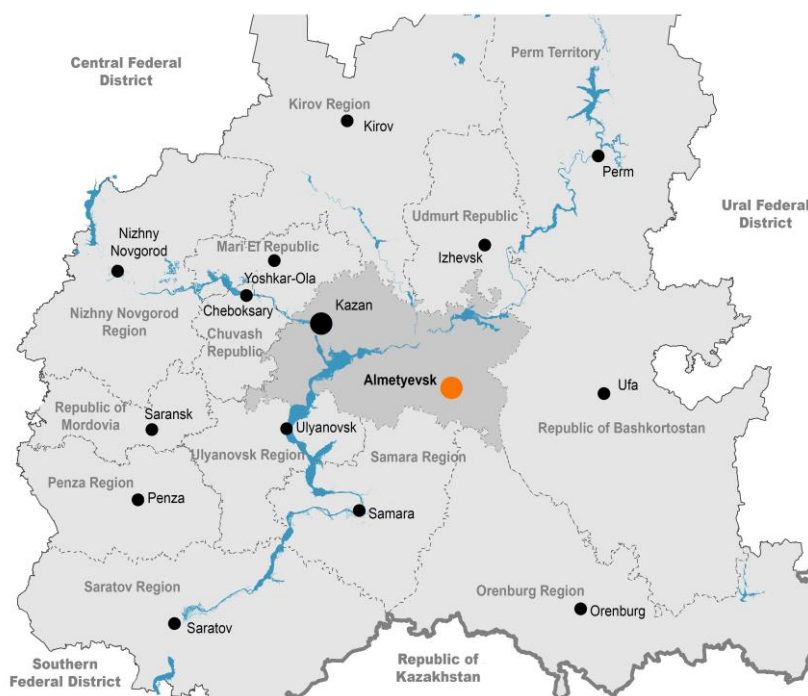 Central Federal
District
Perm Territory
Kirov Region
Kirov
Perm
Ural Federal
District
Udmurt Republic
Izhevsk
Nizhny
Novgorod
Mari El Republic
Yoshkar-Ola
Cheboksary
Kazan
Nizhny Novgorod
Region
Chuvash
Republic
Almetyevsk
Ufa
Republic of
Mordovia
Saransk
Ulyanovsk
Republic of Bashkortostan
Ulyanovsk Region
Samara Region
Penza Region
Penza
Samara
Saratov Region
Saratov
Orenburg Region
Orenburg
Southern
Federal District
Republic of
Kazakhstan